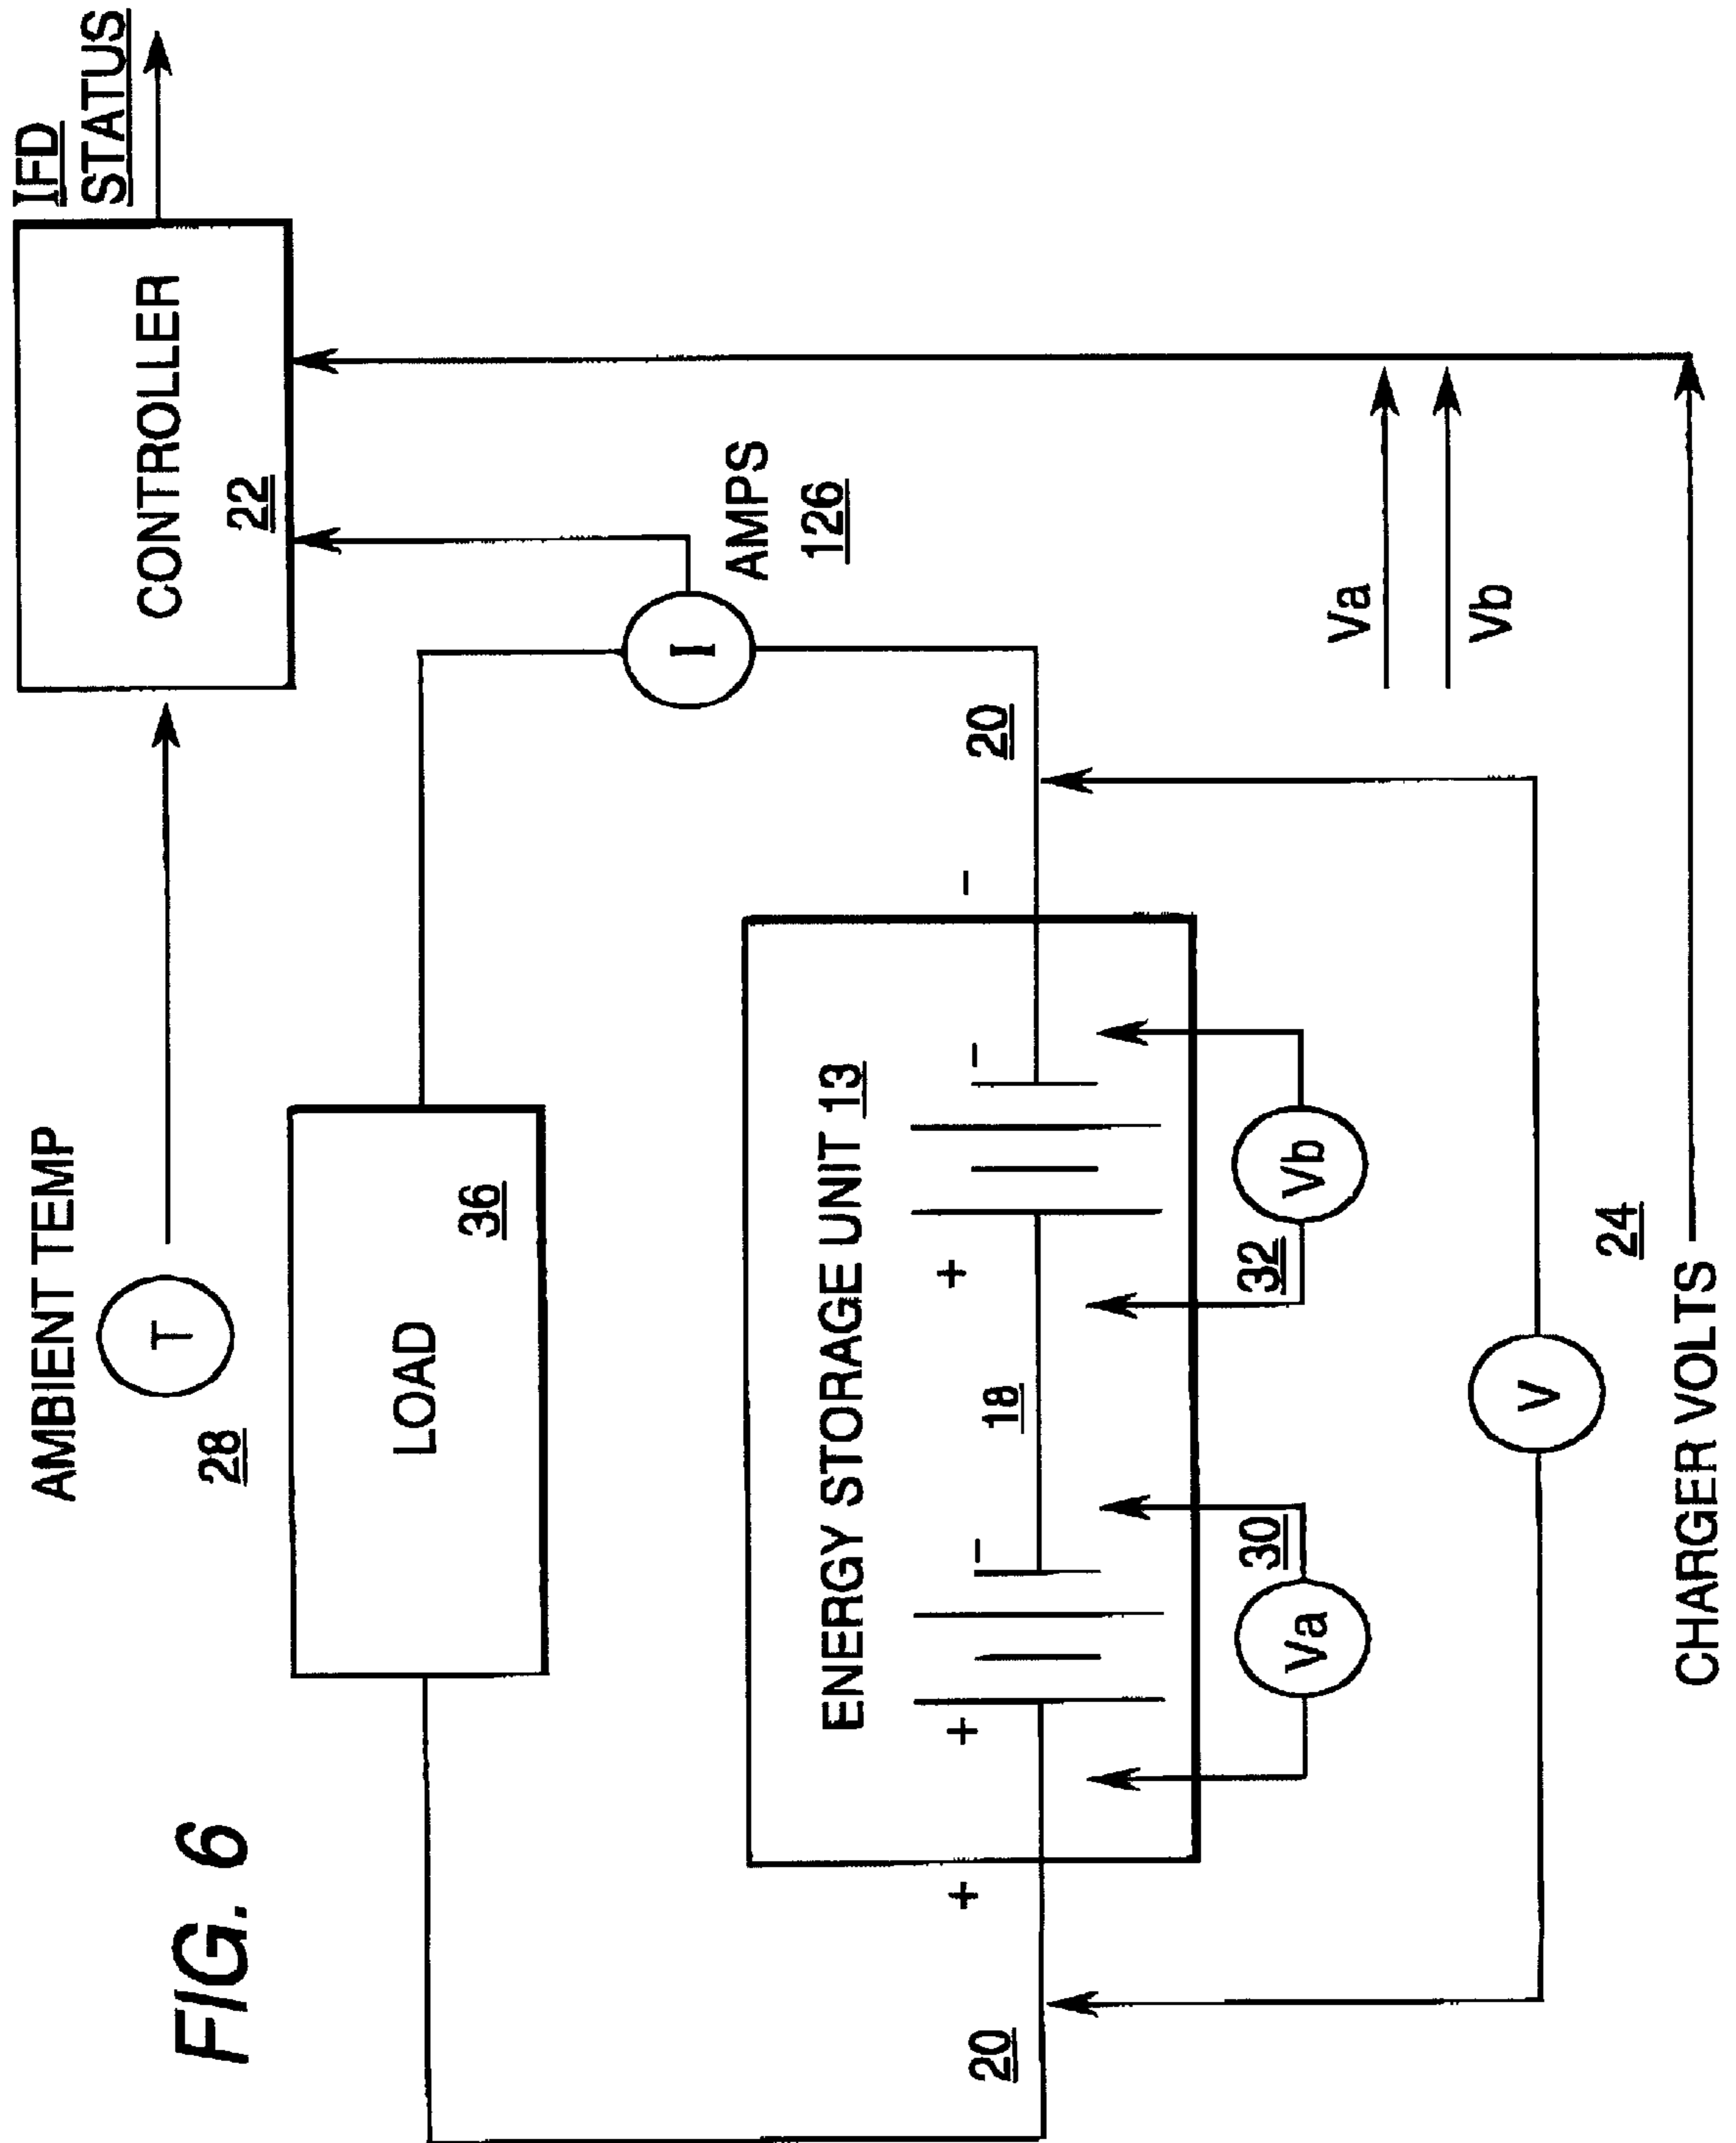 FIG. 6
AMBIENT TEMP
T
28
IFD
STATUS
CONTROLLER
22
LOAD
36
I
AMPS
126
ENERGY STORAGE UNIT 13
20
+
+
-
18
+
-
-
20
30
32
Va
Vb
Va
Vb
V
24
CHARGER VOLTS